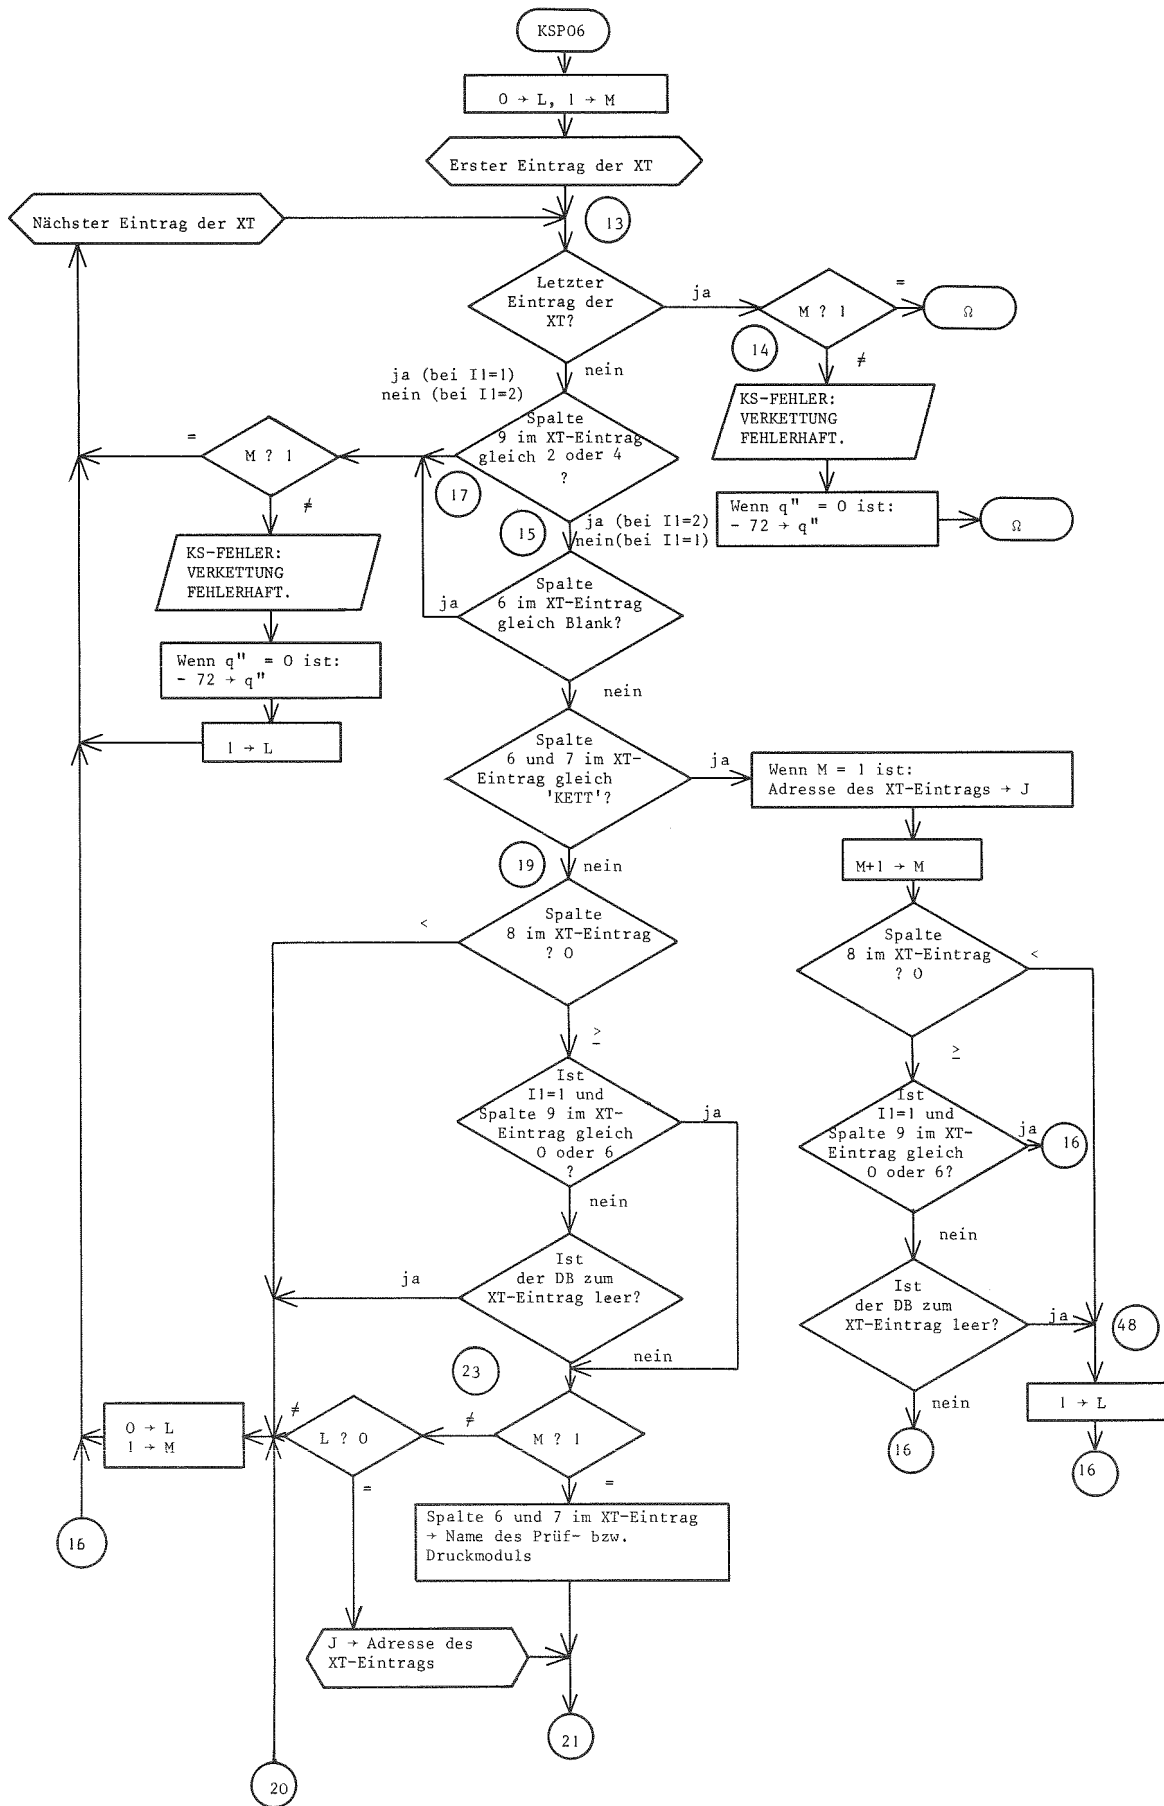 KSP06
0 → L, 1 → M
Erster Eintrag der XT
Nächster Eintrag der XT
13
Letzter
Eintrag der
XT?
ja
M ? 1
=
Ω
14
≠
nein
KS-FEHLER:
VERKETTUNG
FEHLERHAFT.
Wenn q" = 0 ist:
- 72 → q"
Ω
ja (bei I1=1)
nein (bei I1=2)
Spalte
9 im XT-Eintrag
gleich 2 oder 4
?
17
=
M ? 1
≠
KS-FEHLER:
VERKETTUNG
FEHLERHAFT.
Wenn q" = 0 ist:
- 72 → q"
1 → L
15
ja (bei I1=2)
nein(bei I1=1)
Spalte
6 im XT-Eintrag
gleich Blank?
ja
nein
Spalte
6 und 7 im XT-
Eintrag gleich
'KETT'?
ja
Wenn M = 1 ist:
Adresse des XT-Eintrags → J
M+1 → M
Spalte
8 im XT-Eintrag
? 0
<
≥
Ist
I1=1 und
Spalte 9 im XT-
Eintrag gleich
0 oder 6?
ja
16
nein
Ist
der DB zum
XT-Eintrag leer?
ja
48
nein
16
1 → L
16
19
nein
Spalte
8 im XT-Eintrag
? 0
<
≥
Ist
I1=1 und
Spalte 9 im XT-
Eintrag gleich
0 oder 6
?
ja
nein
Ist
der DB zum
XT-Eintrag leer?
ja
nein
23
M ? 1
≠
=
L ? 0
≠
=
0 → L
1 → M
16
Spalte 6 und 7 im XT-Eintrag
→ Name des Prüf- bzw.
Druckmoduls
J → Adresse des
XT-Eintrags
21
20